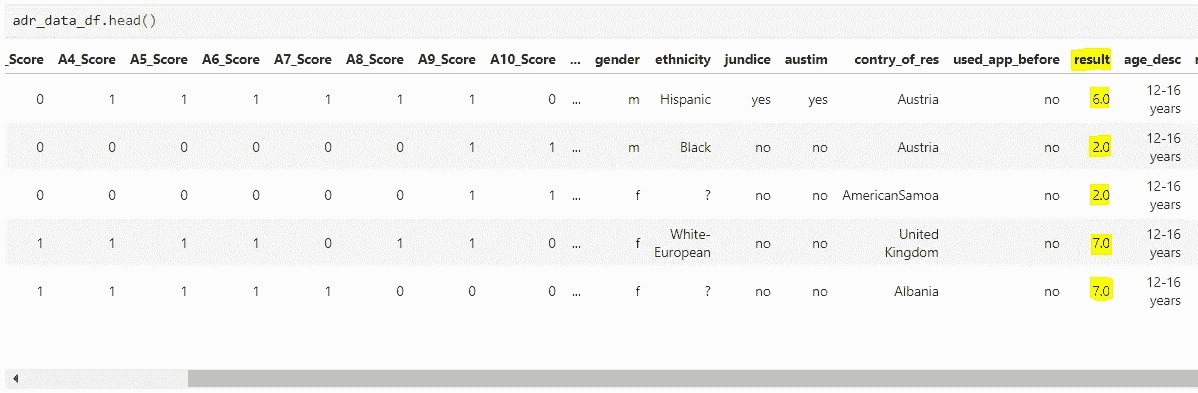 adr_data_df.head()
_Score A4_Score A5_Score A6_Score A7_Score A8_Score A9_Score A10_Score ... gender ethnicity jundice austim contry_of_res used_app_before result age_desc
0 1 1 1 1 1 1 0 ... m Hispanic yes yes Austria no 6.0 12-16
years
0 0 0 0 0 0 1 1 ... m Black no no Austria no 2.0 12-16
years
0 0 0 0 0 0 1 1 ... f ? no no AmericanSamoa no 2.0 12-16
years
1 1 1 1 0 1 1 0 ... f White- no no United no 7.0 12-16
European Kingdom years
1 1 1 1 1 0 0 0 ... f ? no no Albania no 7.0 12-16
years